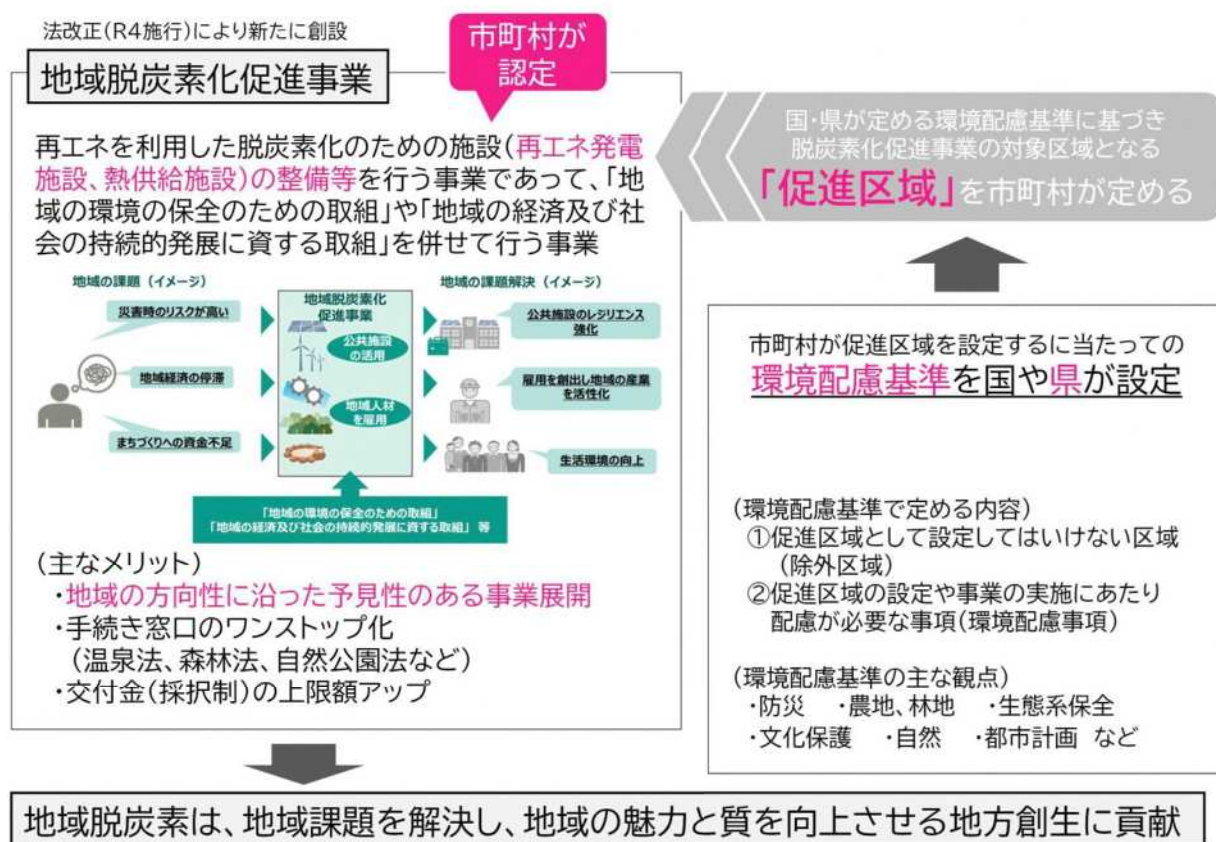 法改正(R4施行)により新たに創設
市町村が
認定
地域脱炭素化促進事業
再エネを利用した脱炭素化のための施設(再エネ発電
施設、熱供給施設)の整備等を行う事業であって、「地
域の環境の保全のための取組」や「地域の経済及び社
会の持続的発展に資する取組」を併せて行う事業
地域の課題（イメージ）
災害時のリスクが高い
地域経済の停滞
まちづくりへの資金不足
地域脱炭素化
促進事業
公共施設
の活用
地域人材
を雇用
地域の課題解決（イメージ）
公共施設のレジリエンス
強化
雇用を創出し地域の産業
を活性化
生活環境の向上
「地域の環境の保全のための取組」
「地域の経済及び社会の持続的発展に資する取組」 等
(主なメリット)
・地域の方向性に沿った予見性のある事業展開
・手続き窓口のワンストップ化
(温泉法、森林法、自然公園法など)
・交付金(採択制)の上限額アップ
国・県が定める環境配慮基準に基づき
脱炭素化促進事業の対象区域となる
「促進区域」を市町村が定める
市町村が促進区域を設定するに当たっての
環境配慮基準を国や県が設定
(環境配慮基準で定める内容)
①促進区域として設定してはいけない区域
(除外区域)
②促進区域の設定や事業の実施にあたり
配慮が必要な事項(環境配慮事項)
(環境配慮基準の主な観点)
・防災 ・農地、林地 ・生態系保全
・文化保護 ・自然 ・都市計画 など
地域脱炭素は、地域課題を解決し、地域の魅力と質を向上させる地方創生に貢献